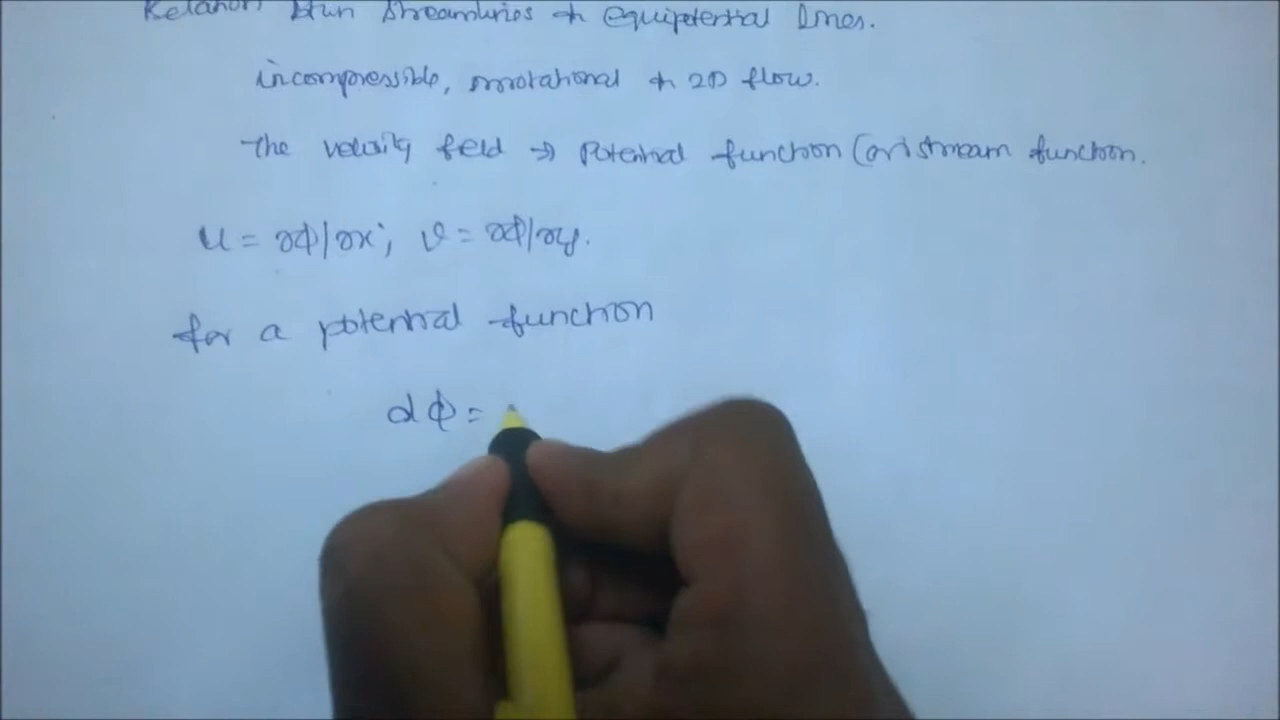 Relation btwn Streamlines & equipotential lines.
incompressible, irrotational & 2D flow.
The velocity field → Potential function (or) stream function.
u = ∂ϕ/∂x; v = ∂ϕ/∂y.
for a potential function
dϕ =